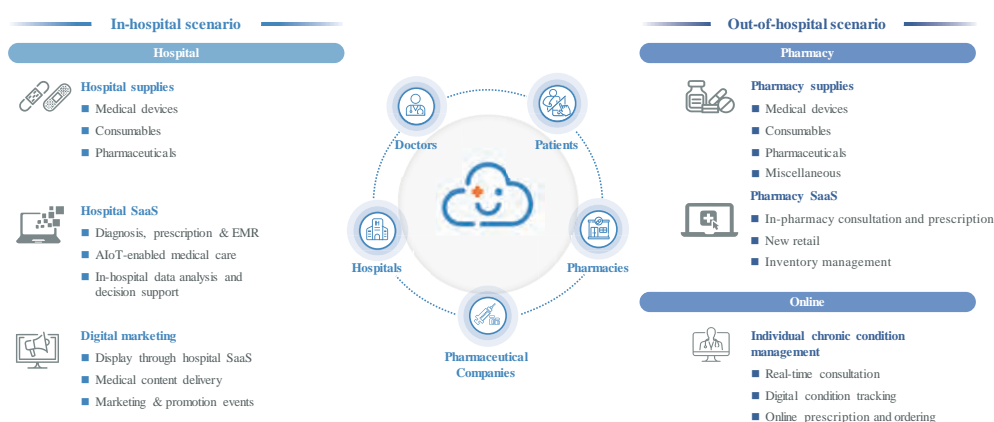 In-hospital scenario
Hospital
Hospital supplies
Medical devices
Consumables
Pharmaceuticals
Hospital SaaS
Diagnosis, prescription & EMR
AIoT-enabled medical care
In-hospital data analysis and
decision support
Digital marketing
Display through hospital SaaS
Medical content delivery
Marketing & promotion events
Doctors
Patients
Hospitals
Pharmacies
Pharmaceutical
Companies
Out-of-hospital scenario
Pharmacy
Pharmacy supplies
Medical devices
Consumables
Pharmaceuticals
Miscellaneous
Pharmacy SaaS
In-pharmacy consultation and prescription
New retail
Inventory management
Online
Individual chronic condition
management
Real-time consultation
Digital condition tracking
Online prescription and ordering